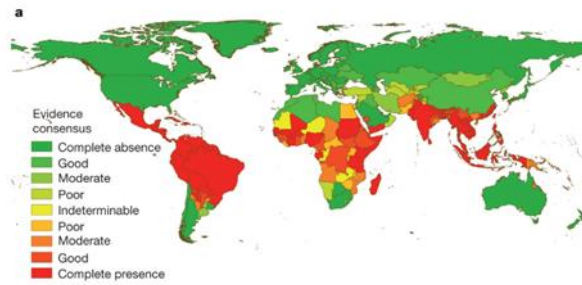 a
Evidence
consensus
Complete absence
Good
Moderate
Poor
Indeterminable
Poor
Moderate
Good
Complete presence